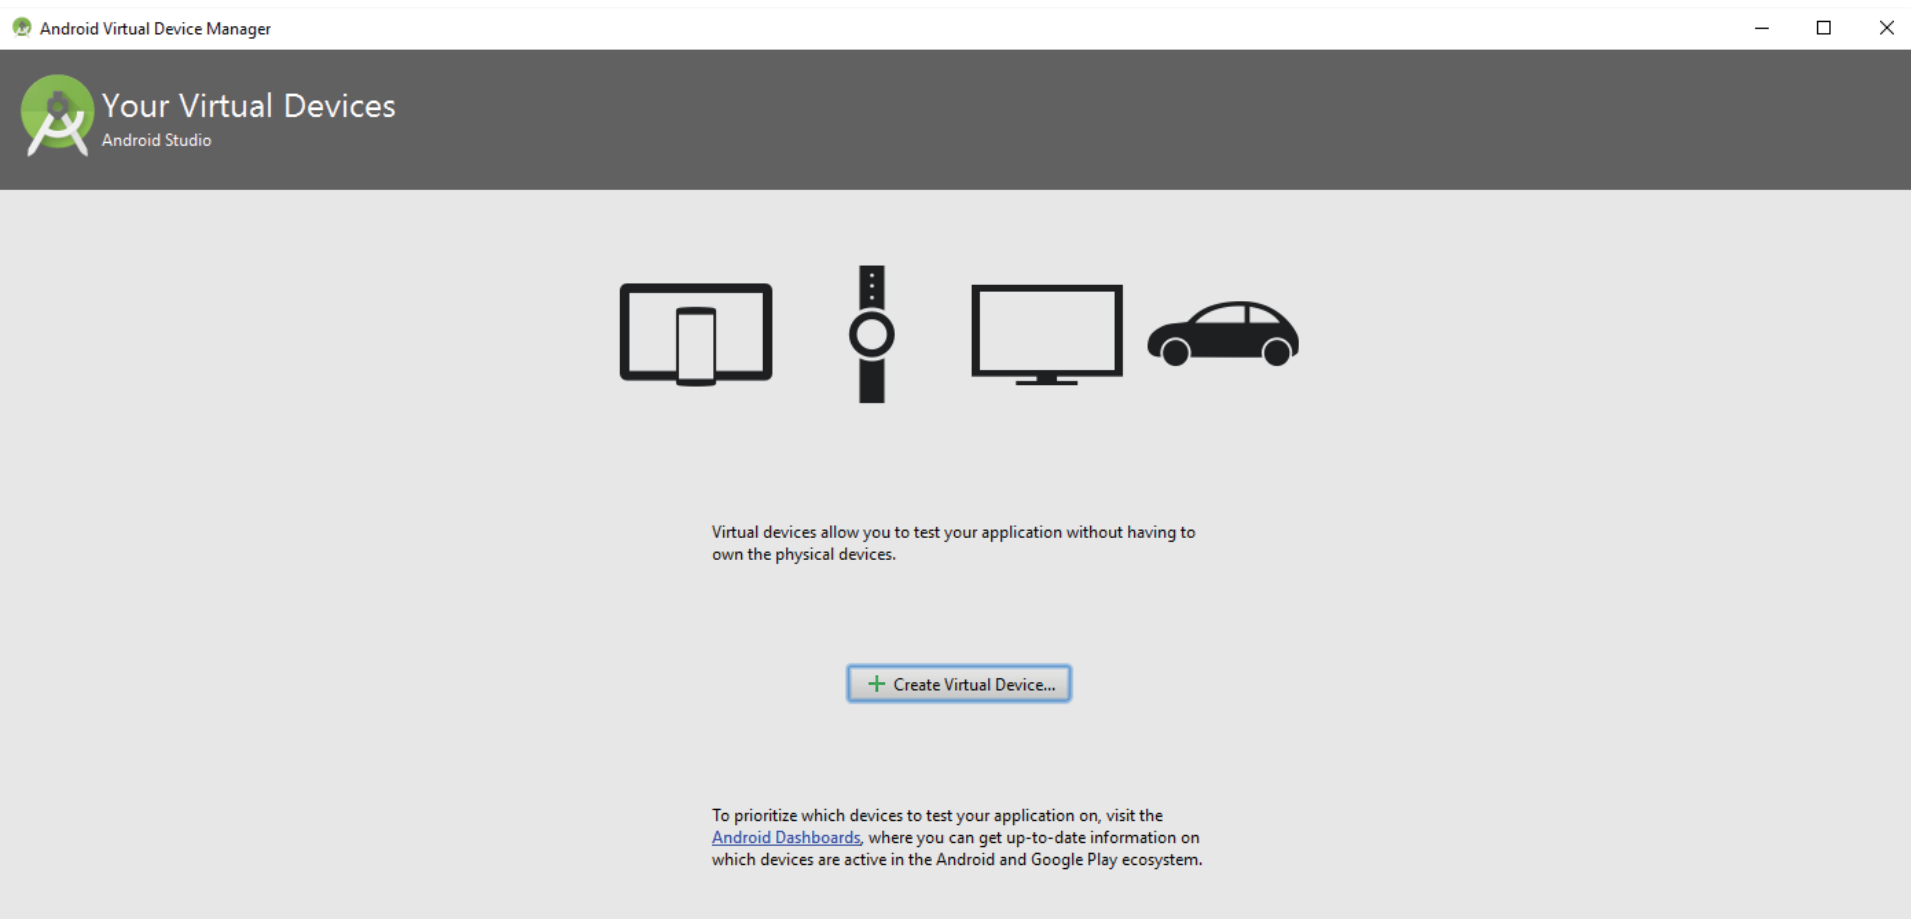 Android Virtual Device Manager
Your Virtual Devices
Android Studio
Virtual devices allow you to test your application without having to
own the physical devices.
Create Virtual Device...
To prioritize which devices to test your application on, visit the
Android Dashboards, where you can get up-to-date information on
which devices are active in the Android and Google Play ecosystem.